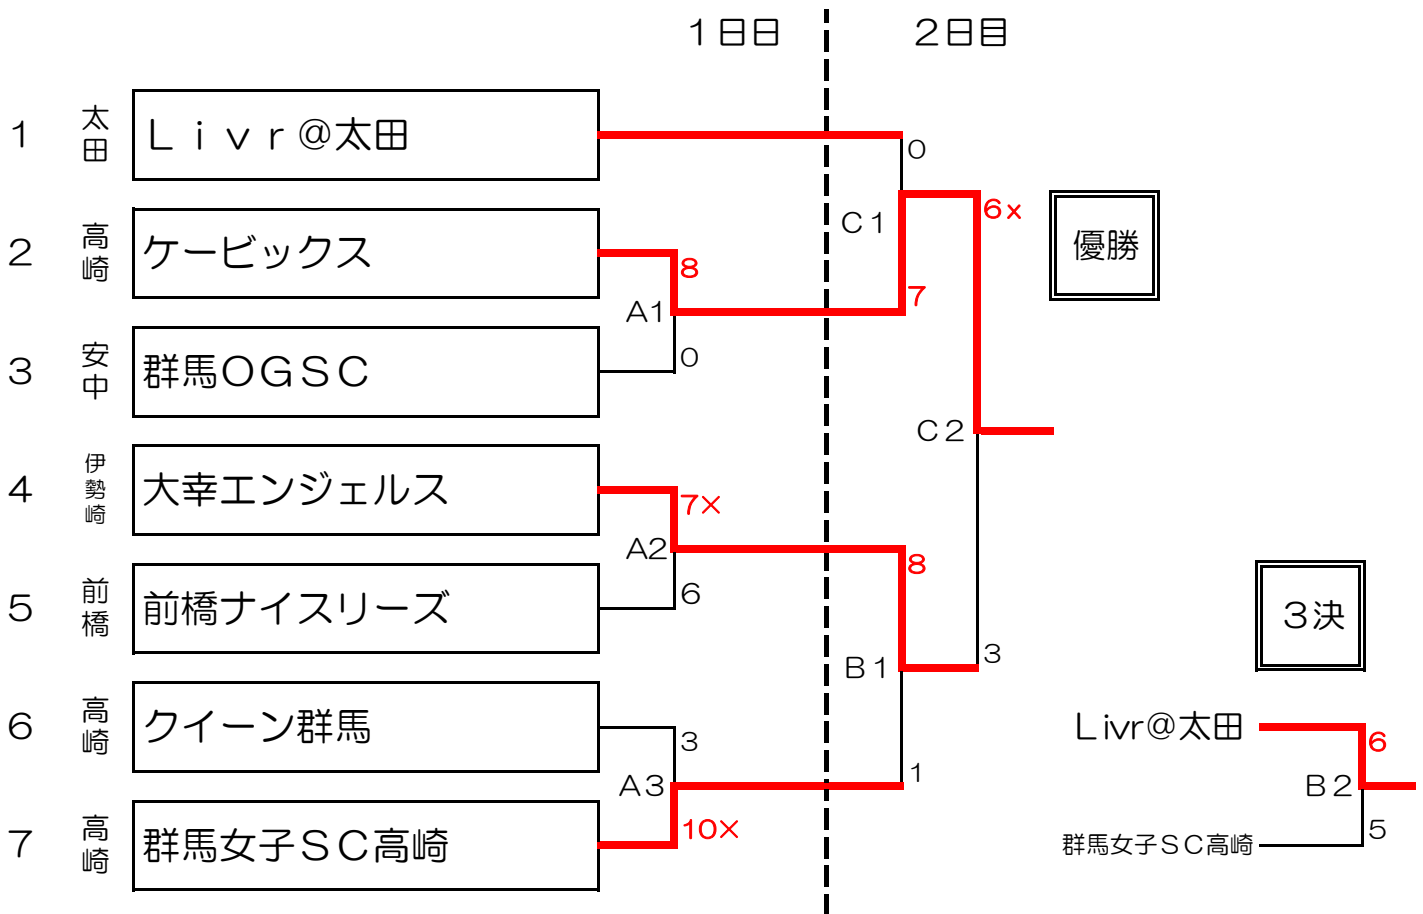 １日日
２日目
1
太田
Ｌｉｖｒ＠太田
0
C1
6x
優勝
2
高崎
ケービックス
8
A1
7
3
安中
群馬ＯＧＳＣ
0
C2
4
伊勢崎
大幸エンジェルス
7×
A2
8
5
前橋
前橋ナイスリーズ
6
３決
B1
3
6
高崎
クイーン群馬
3
Livr@太田
6
A3
1
B2
7
高崎
群馬女子ＳＣ高崎
10×
群馬女子ＳＣ高崎
5